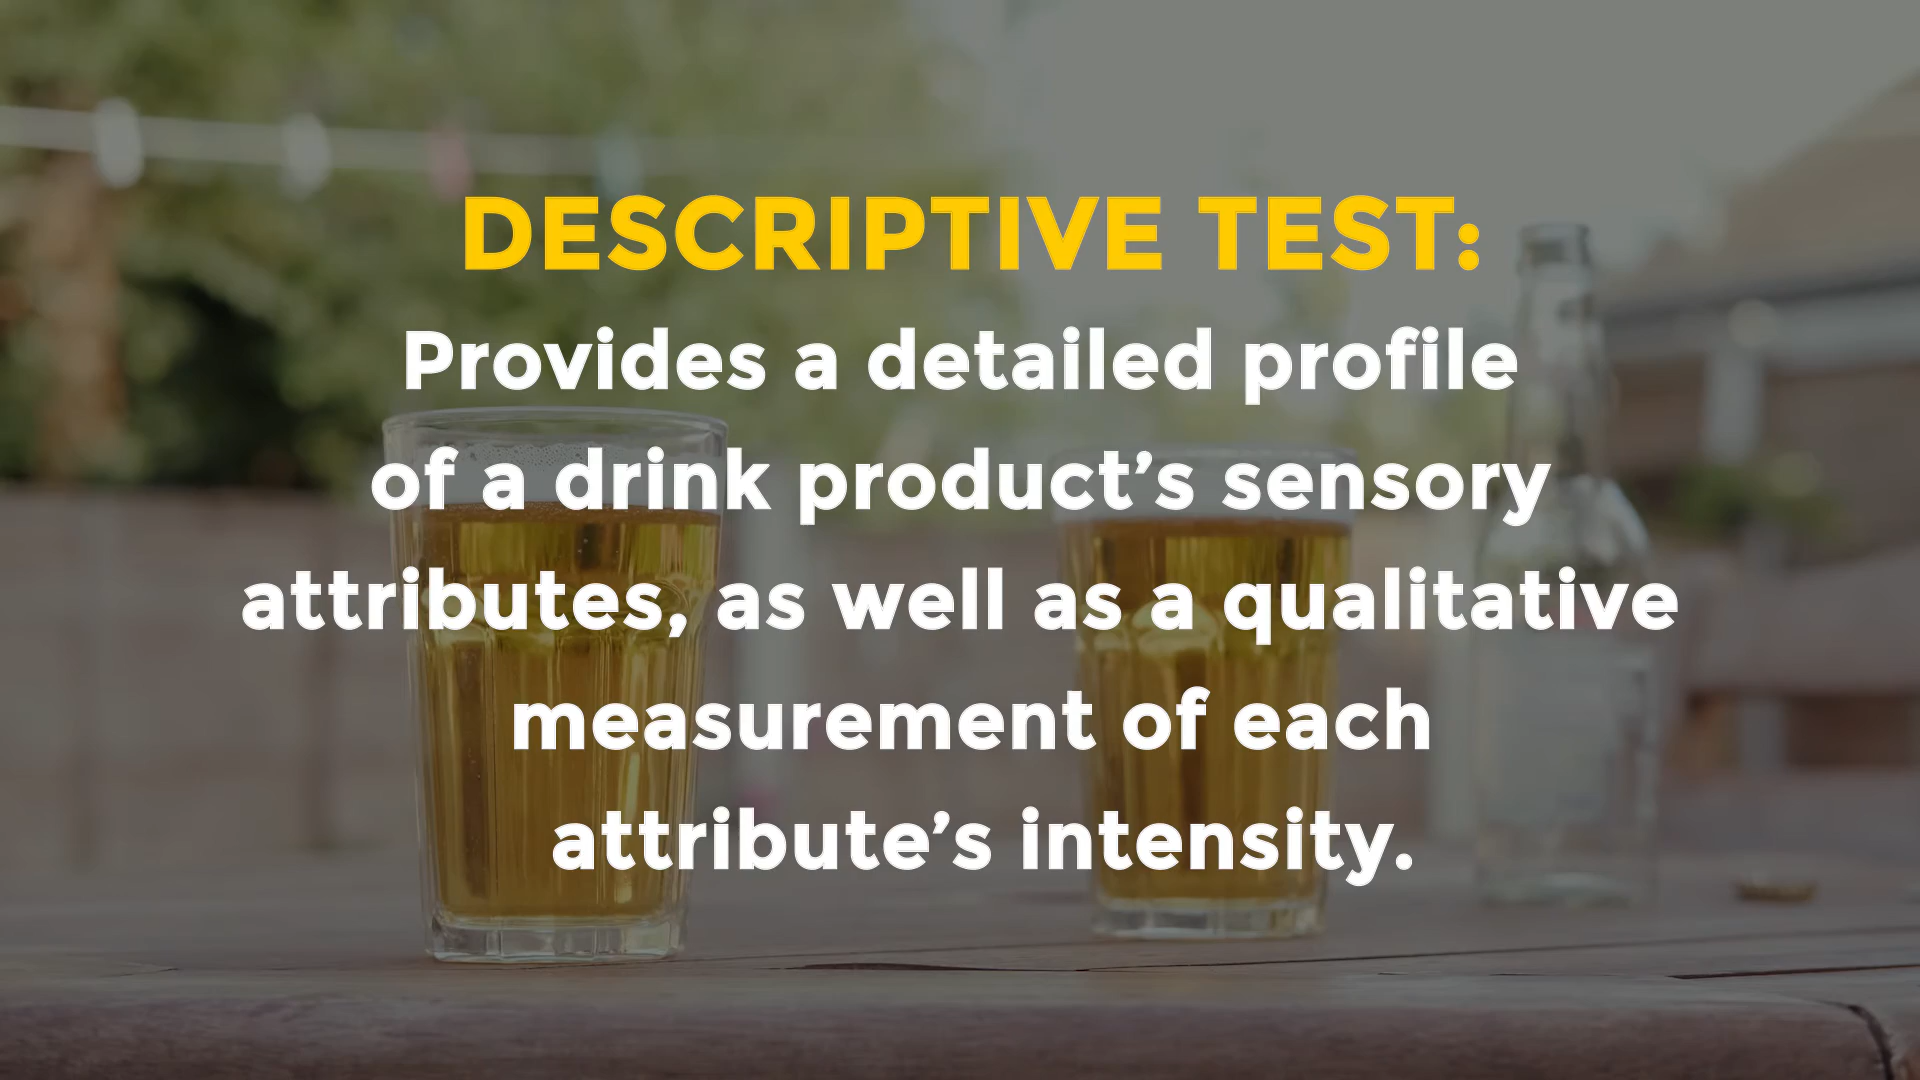 DESCRIPTIVE TEST:
Provides a detailed profile
of a drink product’s sensory
attributes, as well as a qualitative
measurement of each
attribute’s intensity.